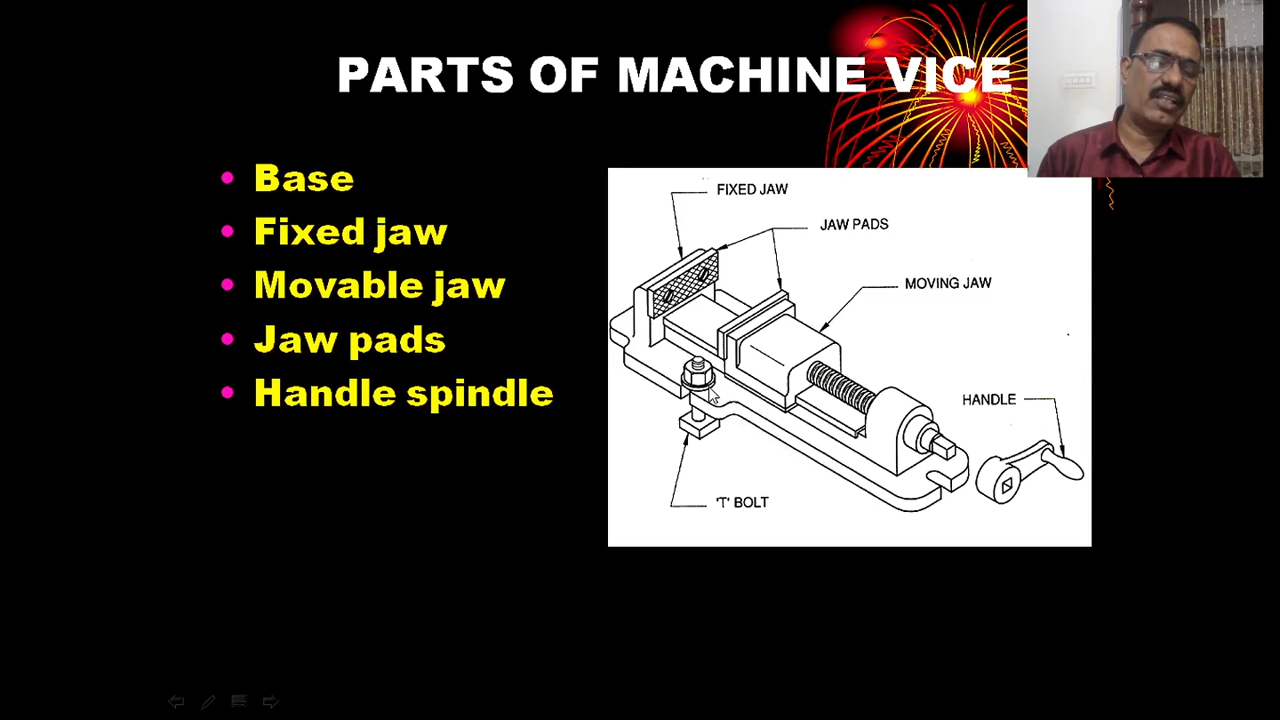 PARTS OF MACHINE VICE
Base
Fixed jaw
Movable jaw
Jaw pads
Handle spindle
FIXED JAW
JAW PADS
MOVING JAW
HANDLE
'T' BOLT